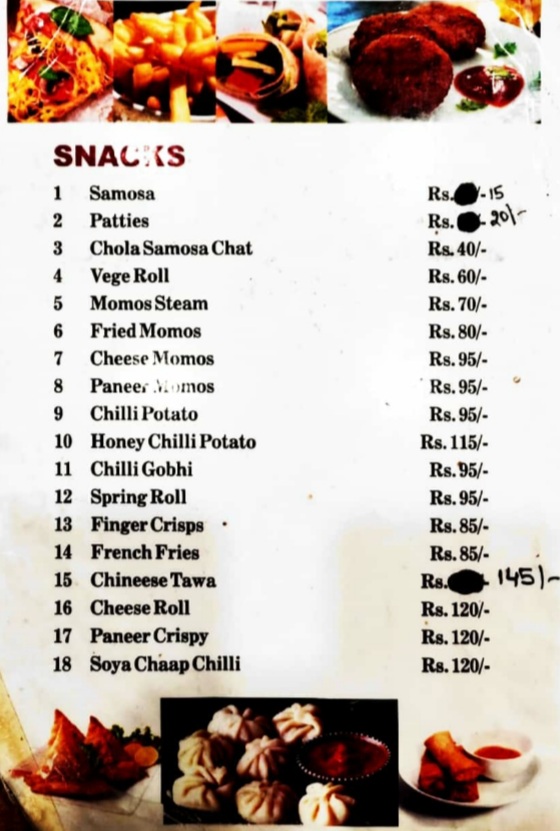 SNACKS
1 Samosa Rs. /- 15
2 Patties Rs. - 20/-
3 Chola Samosa Chat Rs. 40/-
4 Vege Roll Rs. 60/-
5 Momos Steam Rs. 70/-
6 Fried Momos Rs. 80/-
7 Cheese Momos Rs. 95/-
8 Paneer Momos Rs. 95/-
9 Chilli Potato Rs. 95/-
10 Honey Chilli Potato Rs. 115/-
11 Chilli Gobhi Rs. 95/-
12 Spring Roll Rs. 95/-
13 Finger Crisps Rs. 85/-
14 French Fries Rs. 85/-
15 Chineese Tawa Rs. - 145/-
16 Cheese Roll Rs. 120/-
17 Paneer Crispy Rs. 120/-
18 Soya Chaap Chilli Rs. 120/-